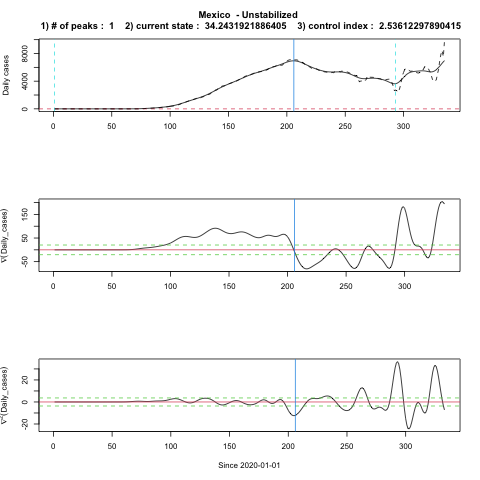 Mexico - Unstabilized
1) # of peaks : 1 2) current state : 34.2431921886405 3) control index : 2.53612297890415
Daily cases
0 4000 8000
0 50 100 150 200 250 300
∇(Daily_cases)
-50 50 150
0 50 100 150 200 250 300
∇²(Daily_cases)
-20 0 20
0 50 100 150 200 250 300
Since 2020-01-01